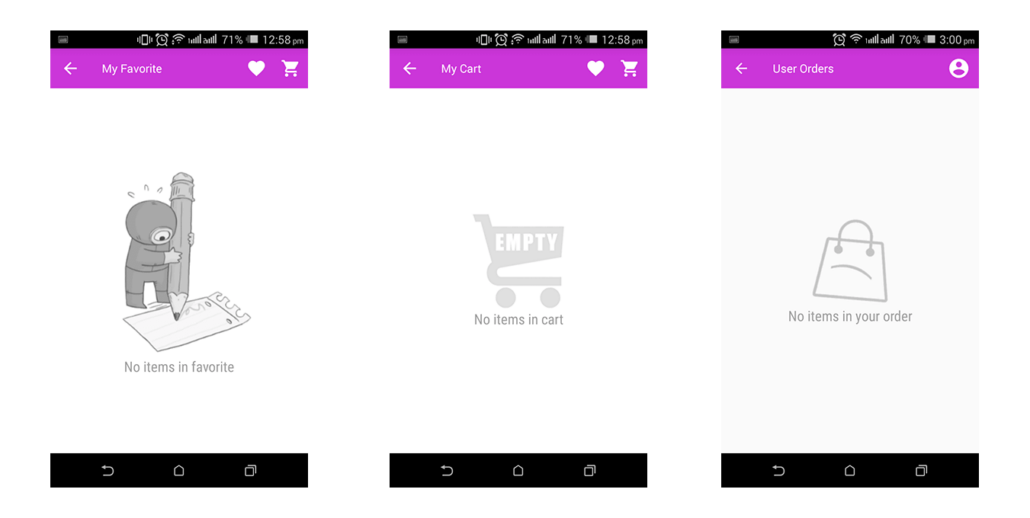 71% 12:58 pm
My Favorite
No items in favorite
71% 12:58 pm
My Cart
EMPTY
No items in cart
70% 3:00 pm
User Orders
No items in your order